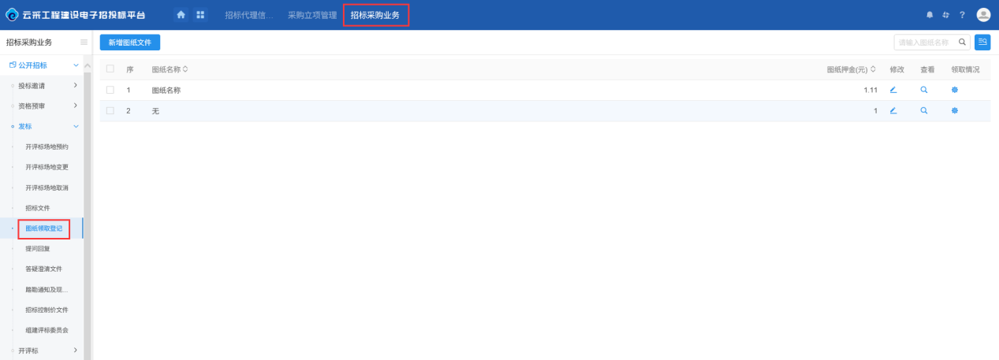 云采工程建设电子招投标平台
招标代理信... 采购立项管理 招标采购业务
招标采购业务
新增图纸文件
请输入图纸名称
公开招标
投标邀请
资格预审
发标
开评标场地预约
开评标场地变更
开评标场地取消
招标文件
图纸领取登记
提问回复
答疑澄清文件
踏勘通知及现...
招标控制价文件
组建评标委员会
开评标
序 图纸名称 图纸押金(元) 修改 查看 领取情况
1 图纸名称 1.11
2 无 1